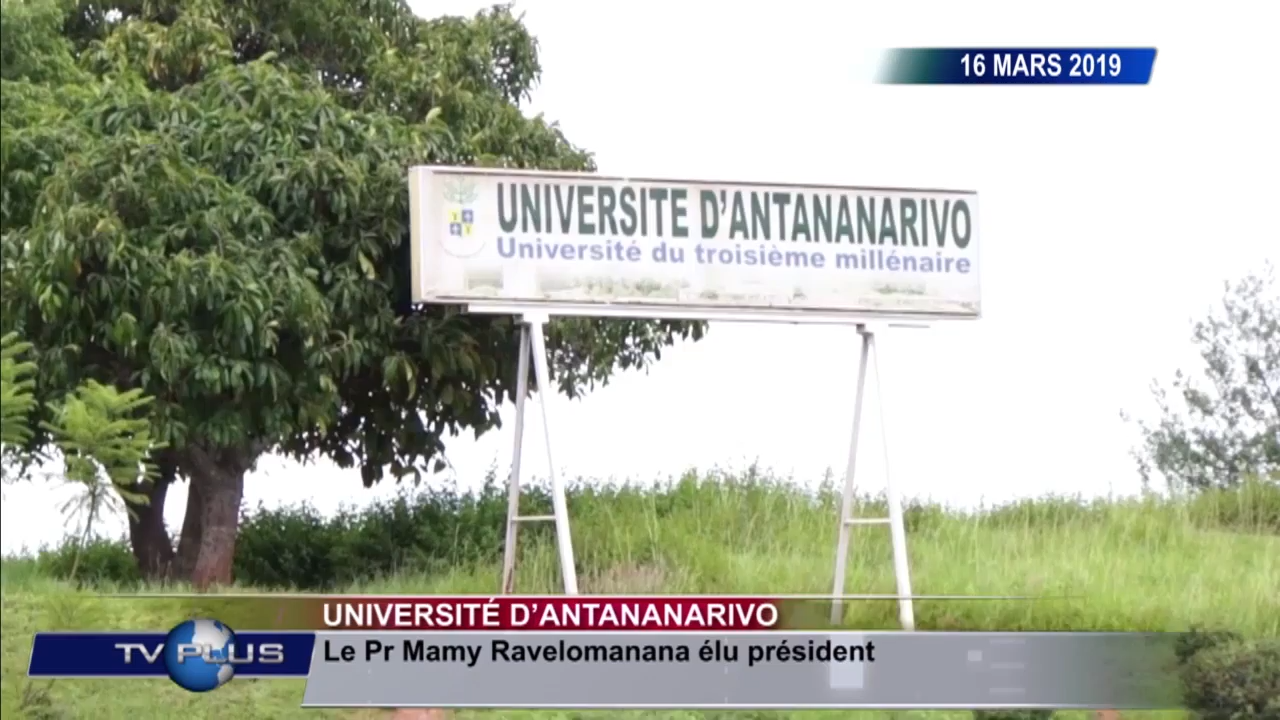 16 MARS 2019
UNIVERSITE D'ANTANANARIVO
Université du troisième millénaire
UNIVERSITÉ D'ANTANANARIVO
TV PLUS
Le Pr Mamy Ravelomanana élu président